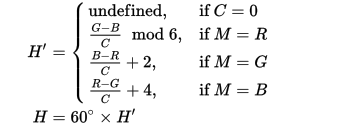 undefined, if C = 0
(G−B)/C mod 6, if M = R
H′ = (B−R)/C + 2, if M = G
(R−G)/C + 4, if M = B
H = 60° × H′